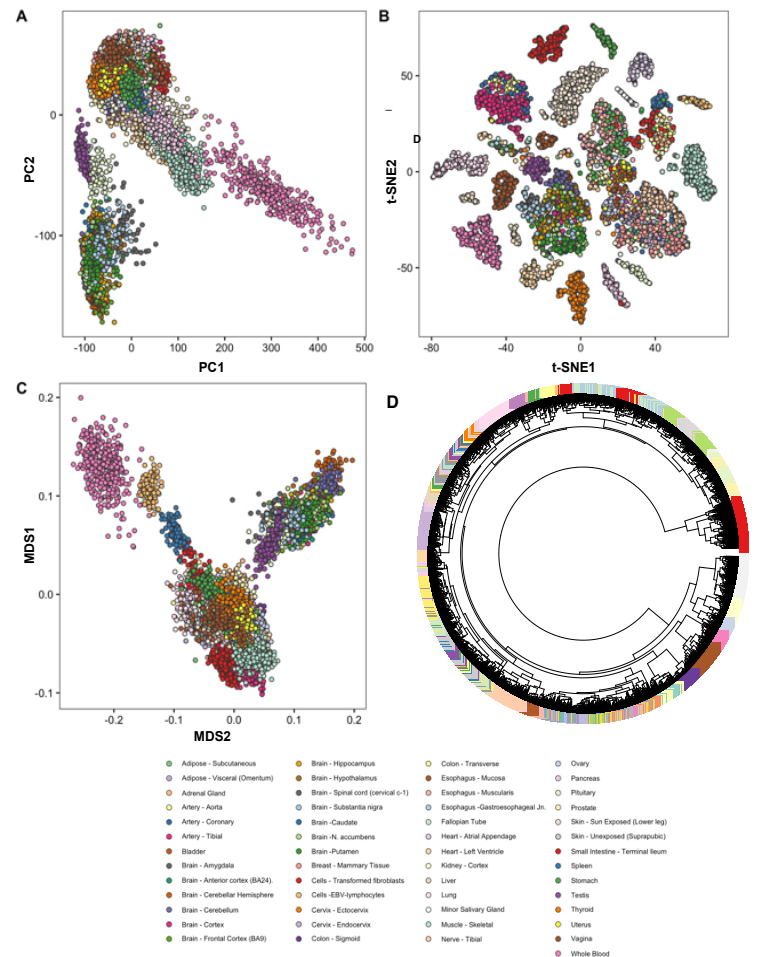 A
B
0
-100
PC2
-100
0
100
200
300
400
500
PC1
50
0
-50
t-SNE2
D
-80
-40
0
40
t-SNE1
C
D
0.2
0.1
0.0
-0.1
MDS1
-0.2
-0.1
0.0
0.1
0.2
MDS2
Adipose - Subcutaneous
Adipose - Visceral (Omentum)
Adrenal Gland
Artery - Aorta
Artery - Coronary
Artery - Tibial
Bladder
Brain - Amygdala
Brain - Anterior cortex (BA24).
Brain - Cerebellar Hemisphere
Brain - Cerebellum
Brain - Cortex
Brain - Frontal Cortex (BA9)
Brain - Hippocampus
Brain - Hypothalamus
Brain - Spinal cord (cervical c-1)
Brain - Substantia nigra
Brain -Caudate
Brain -N. accumbens
Brain -Putamen
Breast - Mammary Tissue
Cells - Transformed fibroblasts
Cells -EBV-lymphocytes
Cervix - Ectocervix
Cervix - Endocervix
Colon - Sigmoid
Colon - Transverse
Esophagus - Mucosa
Esophagus - Muscularis
Esophagus -Gastroesophageal Jn.
Fallopian Tube
Heart - Atrial Appendage
Heart - Left Ventricle
Kidney - Cortex
Liver
Lung
Minor Salivary Gland
Muscle - Skeletal
Nerve - Tibial
Ovary
Pancreas
Pituitary
Prostate
Skin - Sun Exposed (Lower leg)
Skin - Unexposed (Suprapubic)
Small Intestine - Terminal Ileum
Spleen
Stomach
Testis
Thyroid
Uterus
Vagina
Whole Blood